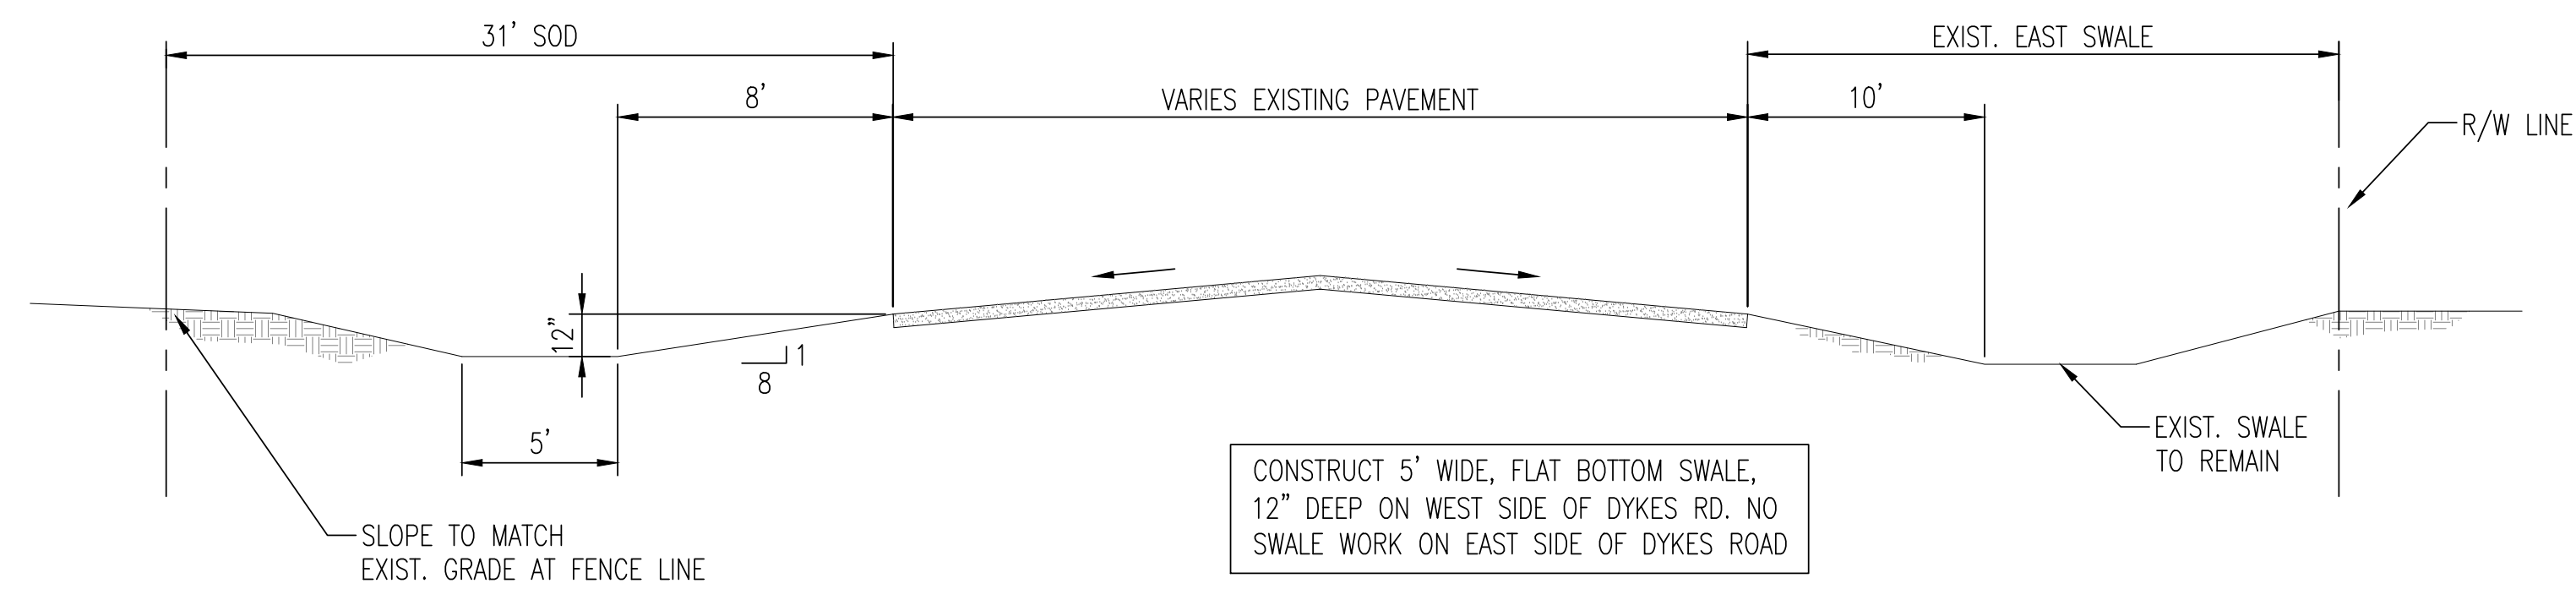 31' SOD
EXIST. EAST SWALE
8'
VARIES EXISTING PAVEMENT
10'
R/W LINE
12"
1
8
5'
EXIST. SWALE
TO REMAIN
CONSTRUCT 5' WIDE, FLAT BOTTOM SWALE,
12" DEEP ON WEST SIDE OF DYKES RD. NO
SWALE WORK ON EAST SIDE OF DYKES ROAD
SLOPE TO MATCH
EXIST. GRADE AT FENCE LINE